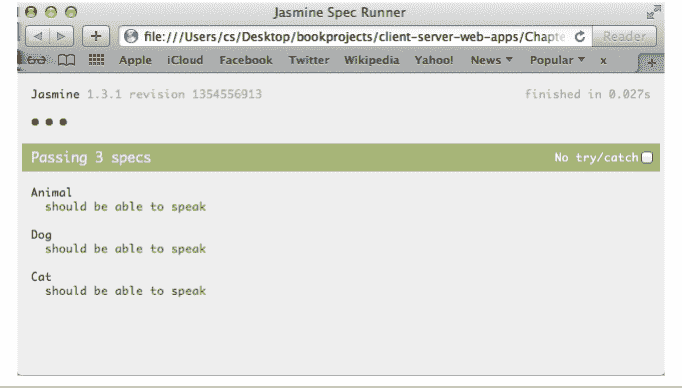 Jasmine Spec Runner
file:///Users/cs/Desktop/bookprojects/client-server-web-apps/Chapte Reader
Apple iCloud Facebook Twitter Wikipedia Yahoo! News Popular x
Jasmine 1.3.1 revision 1354556913 finished in 0.027s
Passing 3 specs No try/catch
Animal
should be able to speak
Dog
should be able to speak
Cat
should be able to speak